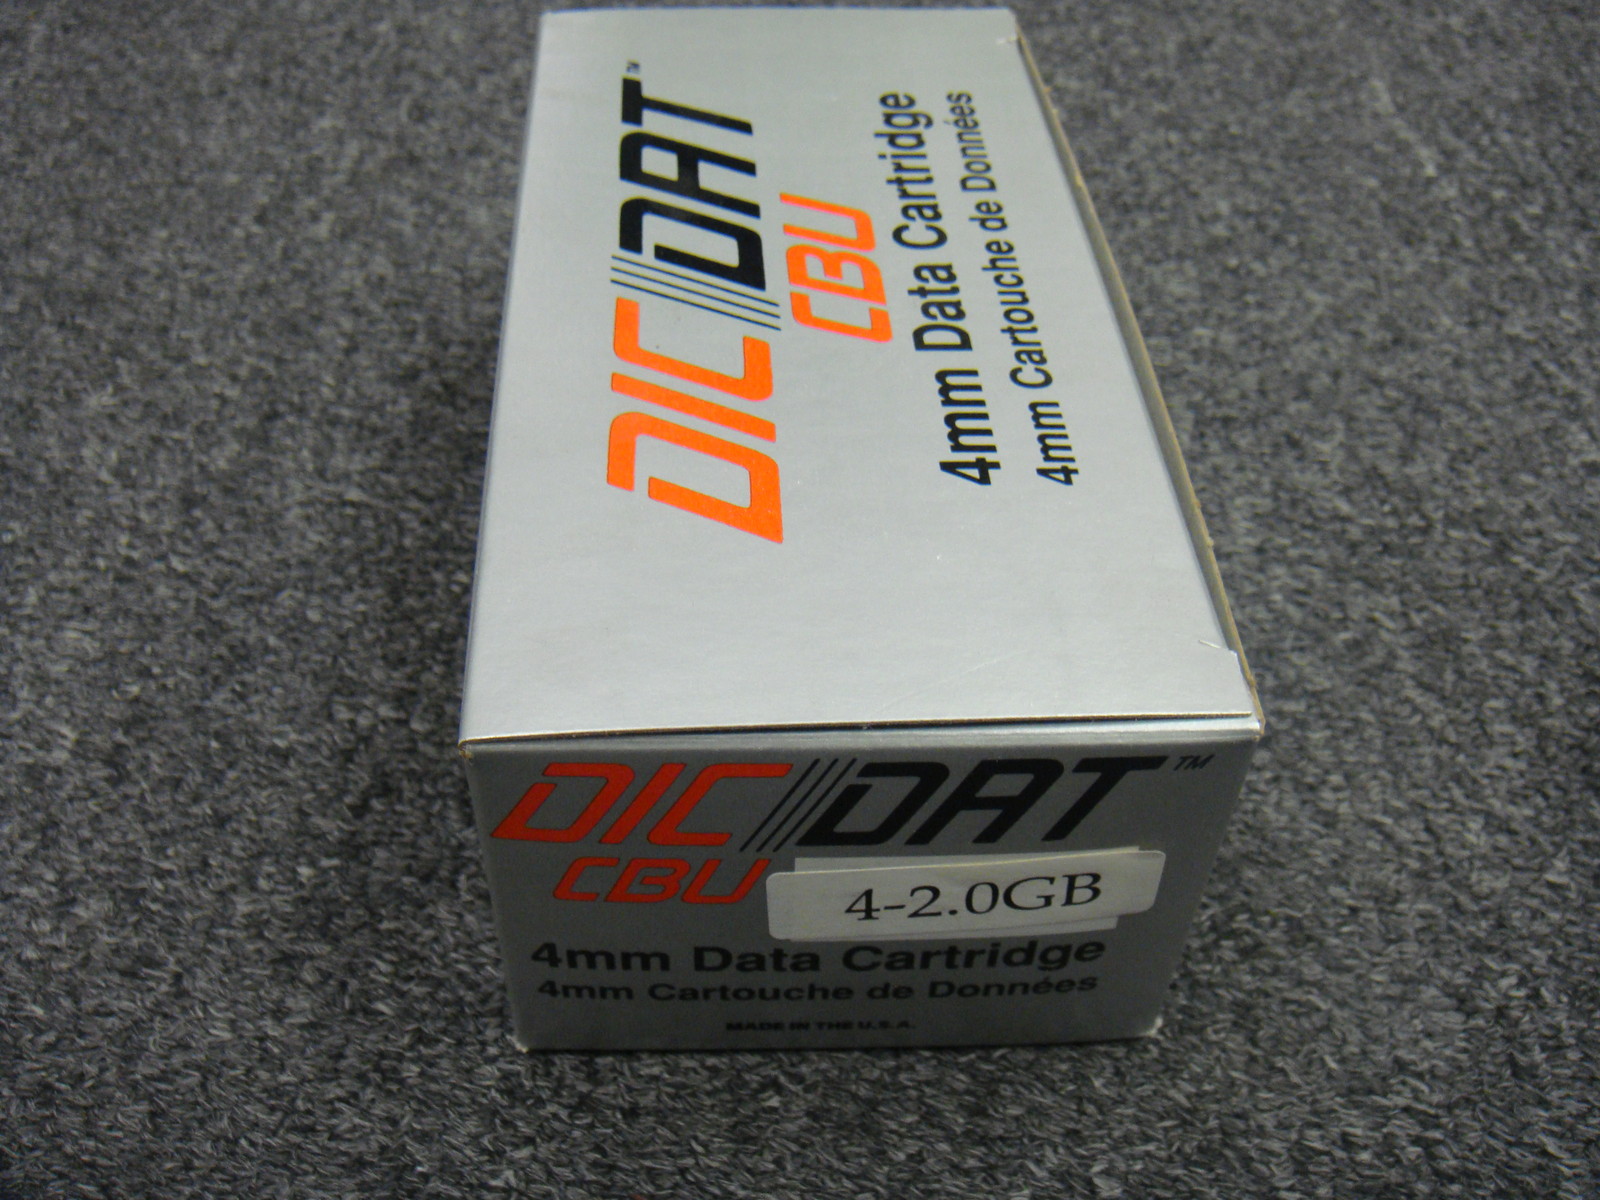 DIC DAT™
CBU
4mm Data Cartridge
4mm Cartouche de Données
DIC DAT™
CBU
4-2.0GB
4mm Data Cartridge
4mm Cartouche de Données
MADE IN THE U.S.A.